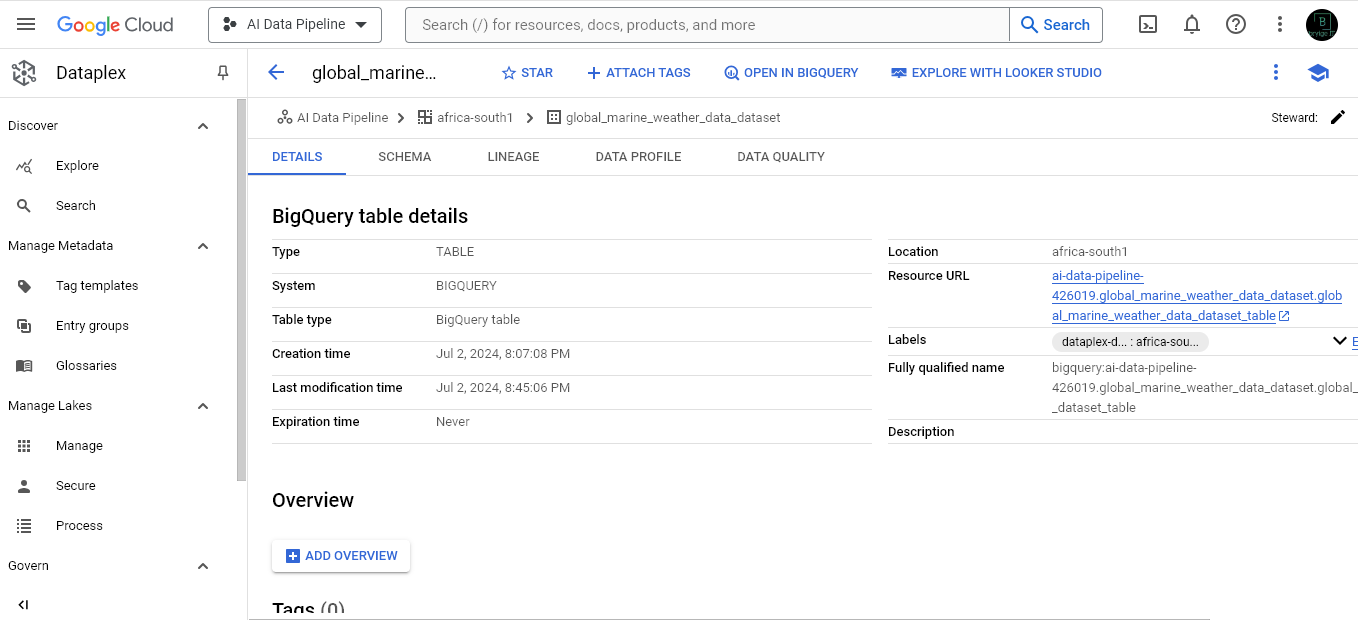 Google Cloud
AI Data Pipeline
Search (/) for resources, docs, products, and more
Search
B
Dataplex
global_marine...
STAR
ATTACH TAGS
OPEN IN BIGQUERY
EXPLORE WITH LOOKER STUDIO
AI Data Pipeline
africa-south1
global_marine_weather_data_dataset
Steward:
Discover
Explore
Search
Manage Metadata
Tag templates
Entry groups
Glossaries
Manage Lakes
Manage
Secure
Process
Govern
DETAILS
SCHEMA
LINEAGE
DATA PROFILE
DATA QUALITY
BigQuery table details
Type TABLE
System BIGQUERY
Table type BigQuery table
Creation time Jul 2, 2024, 8:07:08 PM
Last modification time Jul 2, 2024, 8:45:06 PM
Expiration time Never
Location africa-south1
Resource URL ai-data-pipeline-
426019.global_marine_weather_data_dataset.glob
al_marine_weather_data_dataset_table
Labels dataplex-d... : africa-sou...
Fully qualified name bigquery:ai-data-pipeline-
426019.global_marine_weather_data_dataset.global_
_dataset_table
Description
Overview
ADD OVERVIEW
Tags (0)